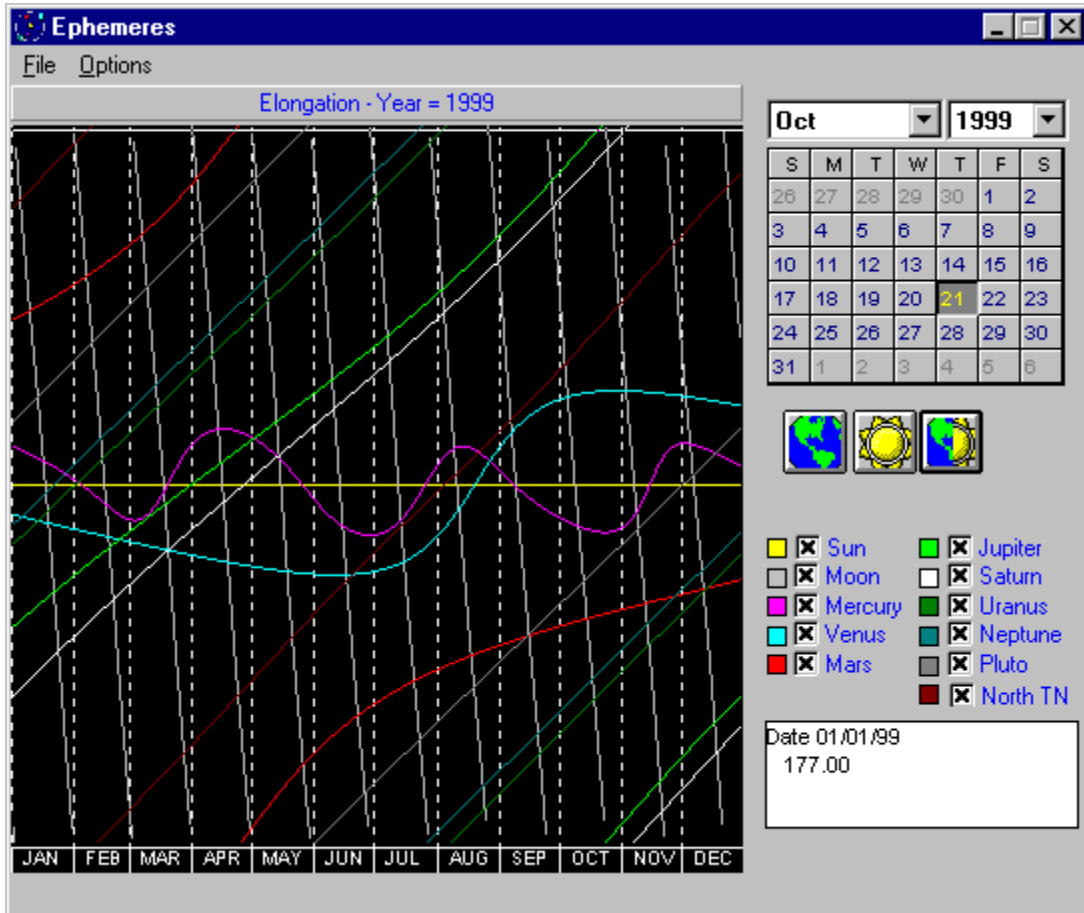 Ephemeres
File Options
Elongation - Year = 1999
JAN FEB MAR APR MAY JUN JUL AUG SEP OCT NOV DEC
Oct 1999
S M T W T F S
26 27 28 29 30 1 2
3 4 5 6 7 8 9
10 11 12 13 14 15 16
17 18 19 20 21 22 23
24 25 26 27 28 29 30
31 1 2 3 4 5 6
Sun Jupiter
Moon Saturn
Mercury Uranus
Venus Neptune
Mars Pluto
North TN
Date 01/01/99
177.00